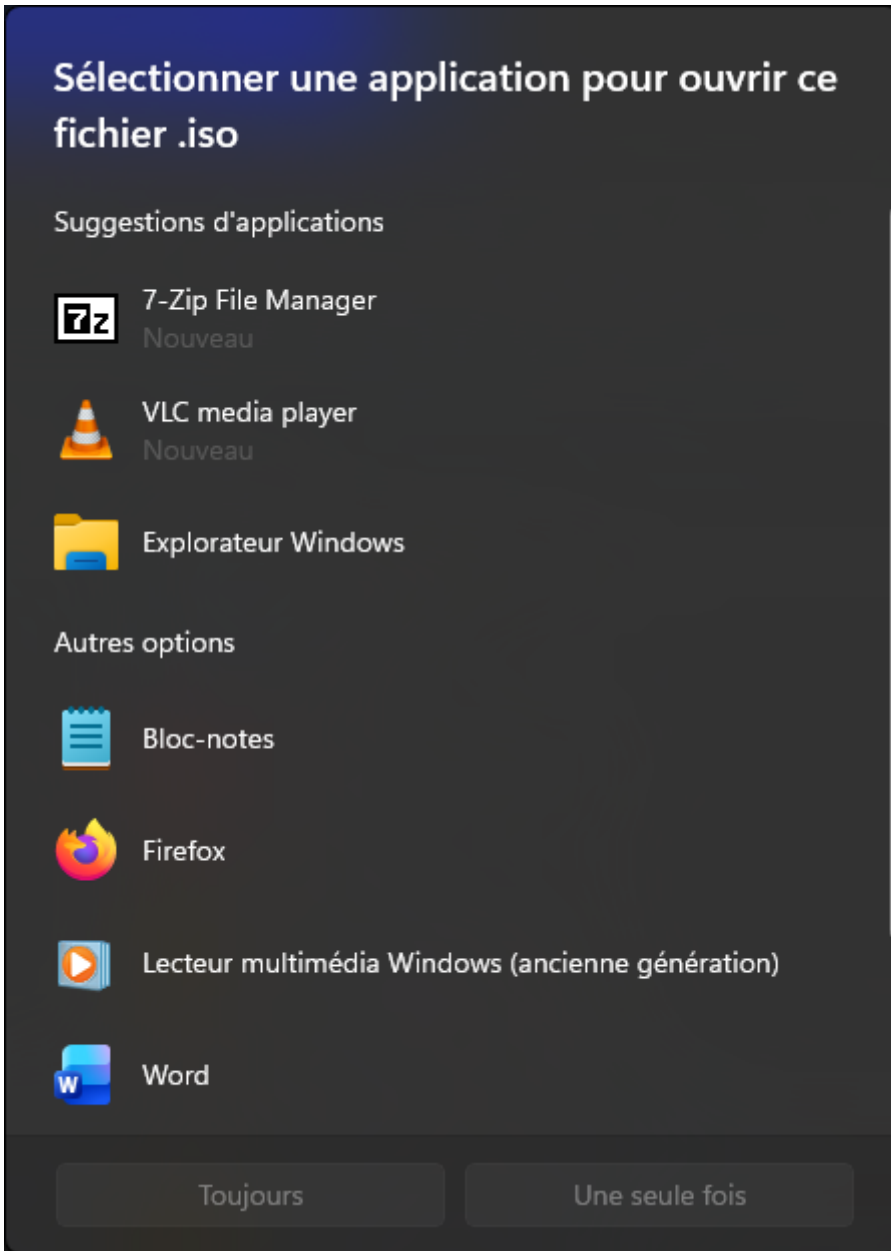 Sélectionner une application pour ouvrir ce
fichier .iso
Suggestions d'applications
7z
7-Zip File Manager
Nouveau
VLC media player
Nouveau
Explorateur Windows
Autres options
Bloc-notes
Firefox
Lecteur multimédia Windows (ancienne génération)
W
Word
Toujours
Une seule fois